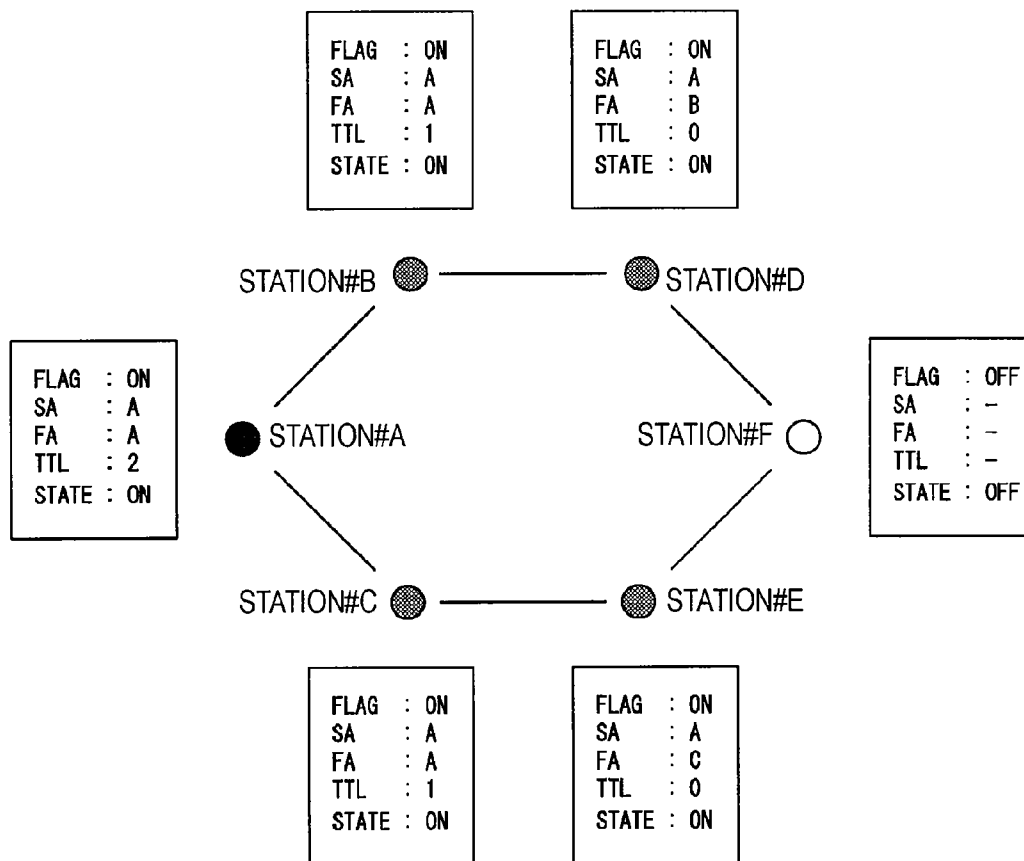 FLAG : ON
SA : A
FA : A
TTL : 1
STATE : ON
FLAG : ON
SA : A
FA : B
TTL : 0
STATE : ON
STATION#B
STATION#D
FLAG : ON
SA : A
FA : A
TTL : 2
STATE : ON
STATION#A
STATION#F
FLAG : OFF
SA : -
FA : -
TTL : -
STATE : OFF
STATION#C
STATION#E
FLAG : ON
SA : A
FA : A
TTL : 1
STATE : ON
FLAG : ON
SA : A
FA : C
TTL : 0
STATE : ON